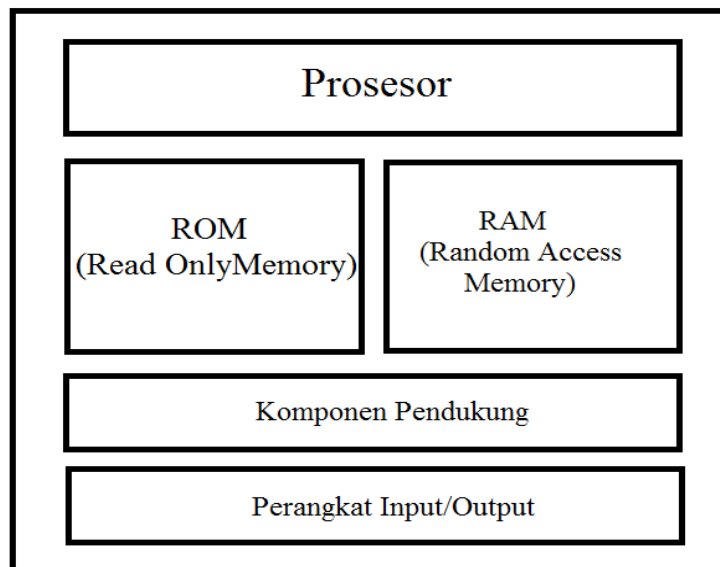 Prosesor
ROM
(Read OnlyMemory)
RAM
(Random Access
Memory)
Komponen Pendukung
Perangkat Input/Output